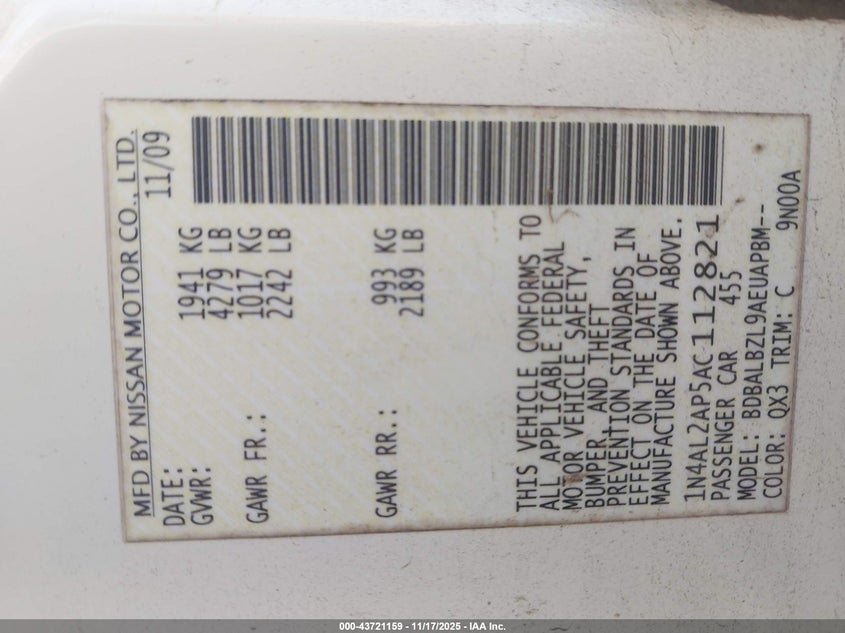 MFD BY NISSAN MOTOR CO., LTD.
DATE: 11/09
GVWR: 1941 KG
4279 LB
GAWR FR.: 1017 KG
2242 LB
GAWR RR.: 993 KG
2189 LB
THIS VEHICLE CONFORMS TO
ALL APPLICABLE FEDERAL
MOTOR VEHICLE SAFETY,
BUMPER, AND THEFT
PREVENTION STANDARDS IN
EFFECT ON THE DATE OF
MANUFACTURE SHOWN ABOVE.
1N4AL2AP5AC112821
PASSENGER CAR 455
MODEL: BDBALBZL9AEUAPBM--
COLOR: QX3 TRIM: C 9N00A
000-43721159 - 11/17/2025 - IAA Inc.